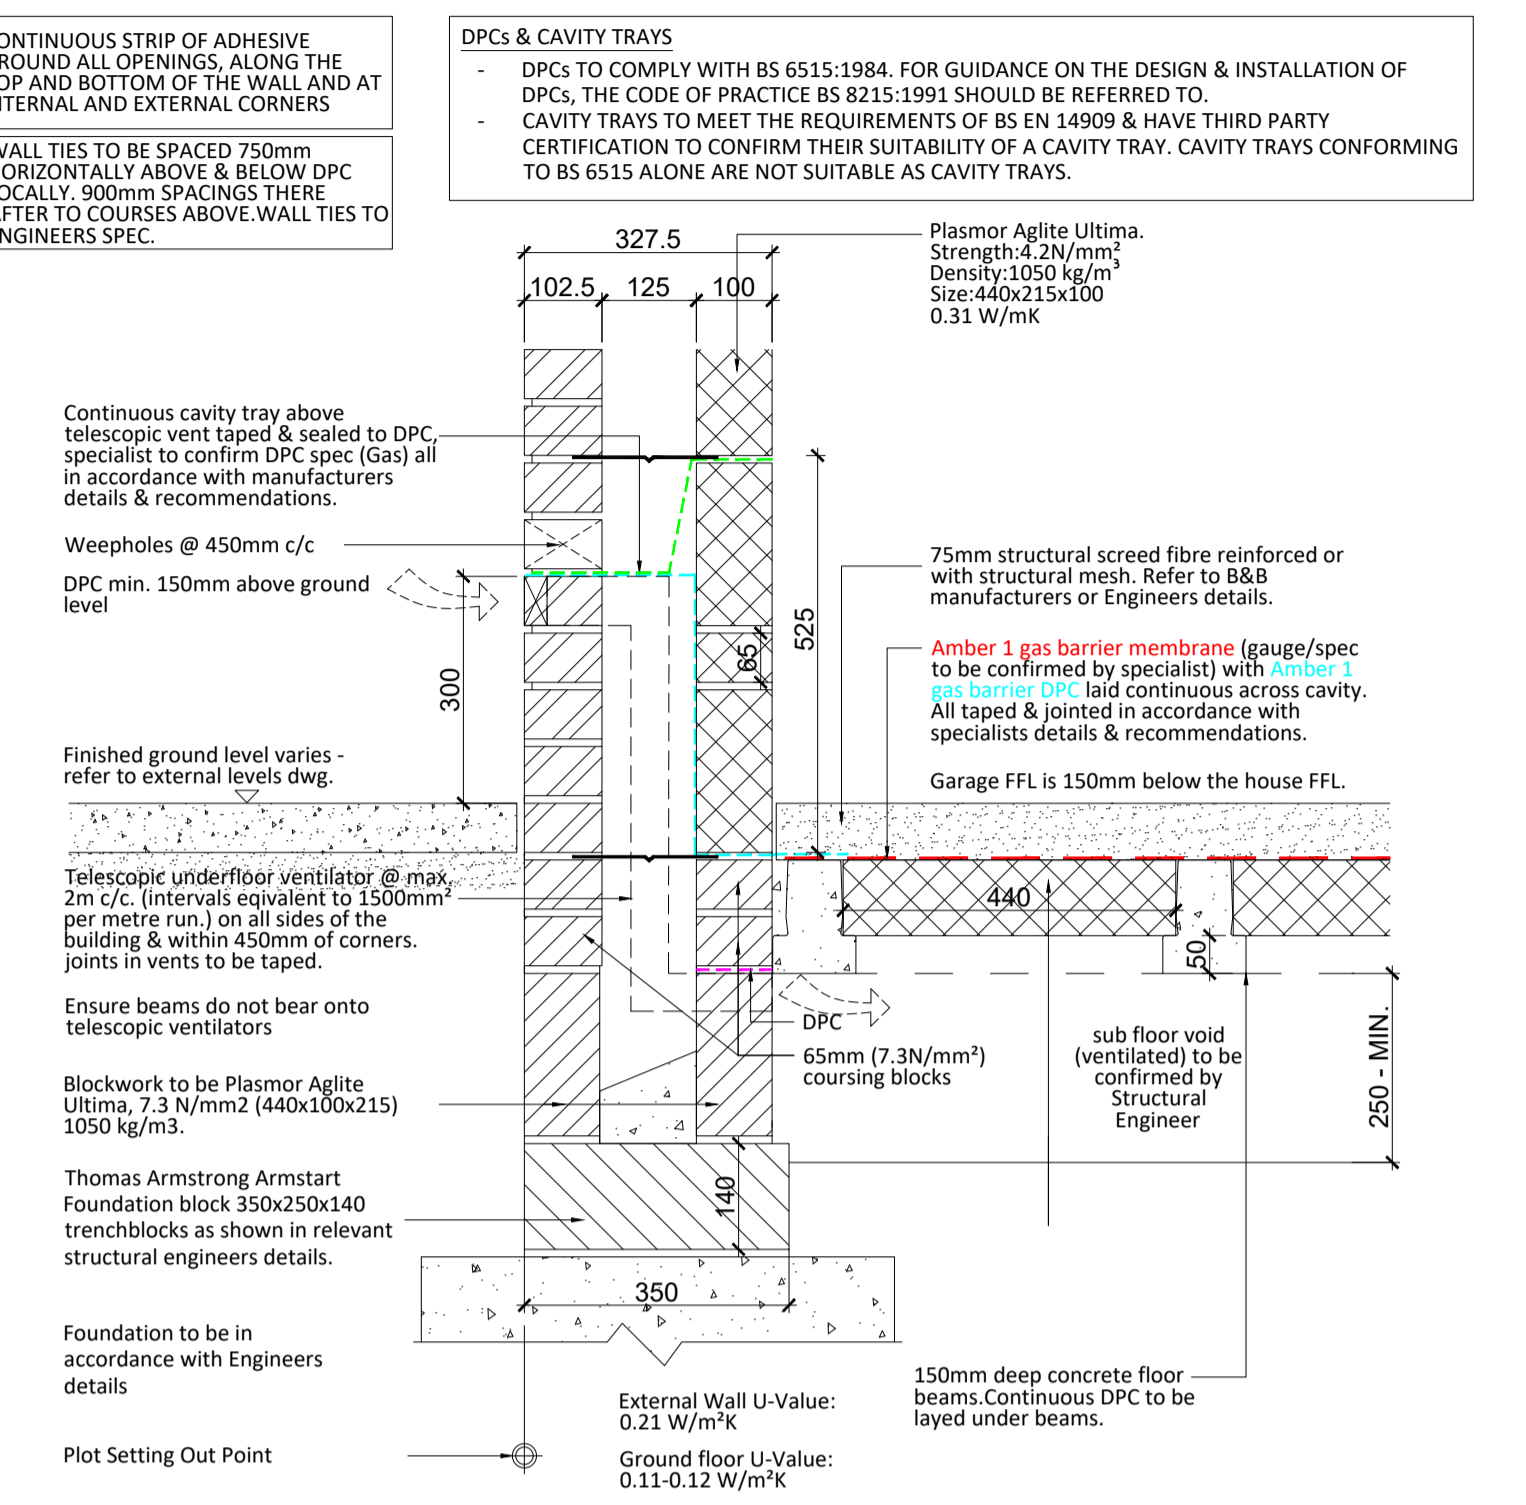 ONTINUOUS STRIP OF ADHESIVE
ROUND ALL OPENINGS, ALONG THE
OP AND BOTTOM OF THE WALL AND AT
NTERNAL AND EXTERNAL CORNERS
WALL TIES TO BE SPACED 750mm
ORIZONTALLY ABOVE & BELOW DPC
OCALLY. 900mm SPACINGS THERE
AFTER TO COURSES ABOVE.WALL TIES TO
NGINEERS SPEC.
DPCs & CAVITY TRAYS
- DPCs TO COMPLY WITH BS 6515:1984. FOR GUIDANCE ON THE DESIGN & INSTALLATION OF
DPCs, THE CODE OF PRACTICE BS 8215:1991 SHOULD BE REFERRED TO.
- CAVITY TRAYS TO MEET THE REQUIREMENTS OF BS EN 14909 & HAVE THIRD PARTY
CERTIFICATION TO CONFIRM THEIR SUITABILITY OF A CAVITY TRAY. CAVITY TRAYS CONFORMING
TO BS 6515 ALONE ARE NOT SUITABLE AS CAVITY TRAYS.
327.5
102.5 125 100
Plasmor Aglite Ultima.
Strength:4.2N/mm²
Density:1050 kg/m³
Size:440x215x100
0.31 W/mK
Continuous cavity tray above
telescopic vent taped & sealed to DPC,
specialist to confirm DPC spec (Gas) all
in accordance with manufacturers
details & recommendations.
Weepholes @ 450mm c/c
DPC min. 150mm above ground
level
300
525
65
75mm structural screed fibre reinforced or
with structural mesh. Refer to B&B
manufacturers or Engineers details.
Amber 1 gas barrier membrane (gauge/spec
to be confirmed by specialist) with Amber 1
gas barrier DPC laid continuous across cavity.
All taped & jointed in accordance with
specialists details & recommendations.
Garage FFL is 150mm below the house FFL.
Finished ground level varies -
refer to external levels dwg.
Telescopic underfloor ventilator @ max.
2m c/c. (intervals eqivalent to 1500mm²
per metre run.) on all sides of the
building & within 450mm of corners.
joints in vents to be taped.
440
50
Ensure beams do not bear onto
telescopic ventilators
DPC
65mm (7.3N/mm²)
coursing blocks
sub floor void
(ventilated) to be
confirmed by
Structural
Engineer
250 - MIN.
Blockwork to be Plasmor Aglite
Ultima, 7.3 N/mm2 (440x100x215)
1050 kg/m3.
Thomas Armstrong Armstart
Foundation block 350x250x140
trenchblocks as shown in relevant
structural engineers details.
140
350
Foundation to be in
accordance with Engineers
details
150mm deep concrete floor
beams.Continuous DPC to be
layed under beams.
External Wall U-Value:
0.21 W/m²K
Ground floor U-Value:
0.11-0.12 W/m²K
Plot Setting Out Point